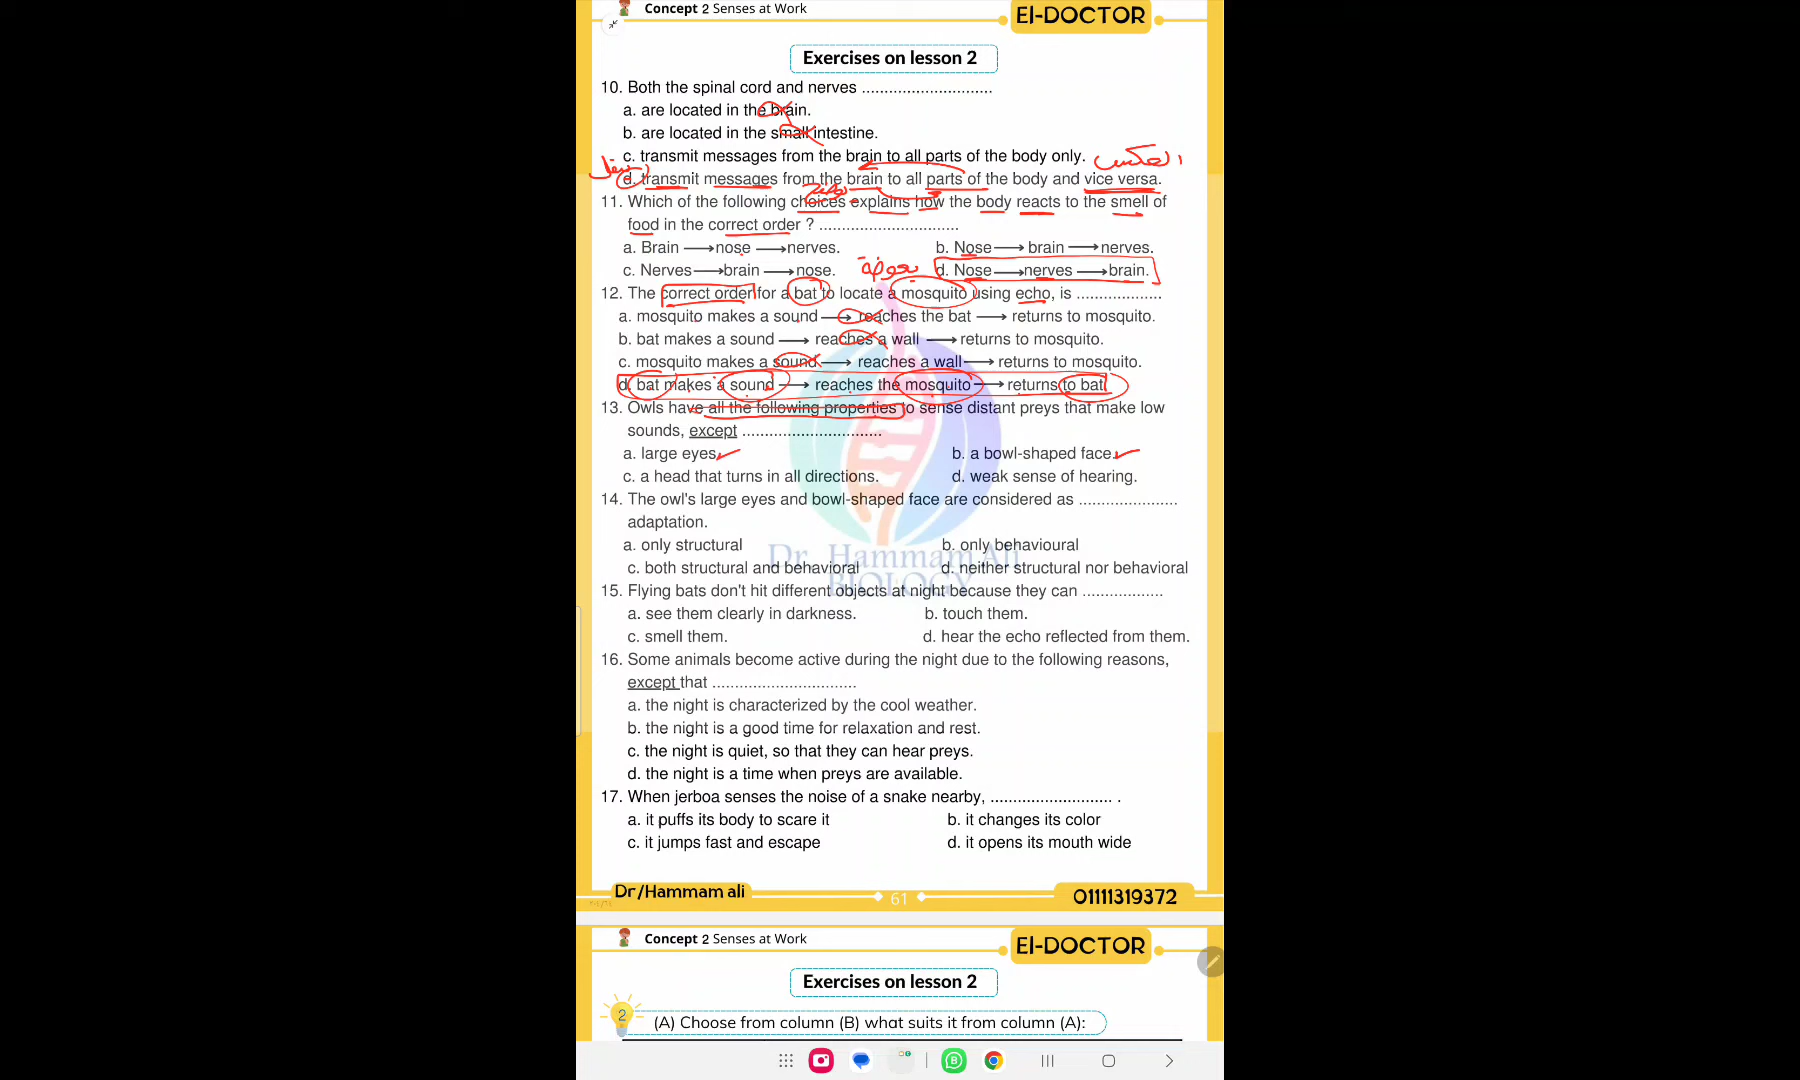 Concept 2 Senses at Work
El-DOCTOR
Exercises on lesson 2
10. Both the spinal cord and nerves .............................
a. are located in the brain.
b. are located in the small intestine.
c. transmit messages from the brain to all parts of the body only.
العكس
d. transmit messages from the brain to all parts of the body and vice versa.
11. Which of the following choices explains how the body reacts to the smell of
food in the correct order ? ...............................
a. Brain ⟶ nose ⟶ nerves.
b. Nose ⟶ brain ⟶ nerves.
c. Nerves ⟶ brain ⟶ nose.
d. Nose ⟶ nerves ⟶ brain.
12. The correct order for a bat to locate a mosquito using echo, is ...................
a. mosquito makes a sound ⟶ reaches the bat ⟶ returns to mosquito.
b. bat makes a sound ⟶ reaches a wall ⟶ returns to mosquito.
c. mosquito makes a sound ⟶ reaches a wall ⟶ returns to mosquito.
d. bat makes a sound ⟶ reaches the mosquito ⟶ returns to bat
13. Owls have all the following properties to sense distant preys that make low
sounds, except ...............................
a. large eyes.
b. a bowl-shaped face.
c. a head that turns in all directions.
d. weak sense of hearing.
14. The owl's large eyes and bowl-shaped face are considered as ......................
adaptation.
a. only structural
b. only behavioural
c. both structural and behavioral
d. neither structural nor behavioral
Dr. Hammam Ali
BIOLOGY
15. Flying bats don't hit different objects at night because they can ..................
a. see them clearly in darkness.
b. touch them.
c. smell them.
d. hear the echo reflected from them.
16. Some animals become active during the night due to the following reasons,
except that ................................
a. the night is characterized by the cool weather.
b. the night is a good time for relaxation and rest.
c. the night is quiet, so that they can hear preys.
d. the night is a time when preys are available.
17. When jerboa senses the noise of a snake nearby, ........................... .
a. it puffs its body to scare it
b. it changes its color
c. it jumps fast and escape
d. it opens its mouth wide
Dr/Hammam ali
61
01111319372
Concept 2 Senses at Work
El-DOCTOR
Exercises on lesson 2
2
(A) Choose from column (B) what suits it from column (A):